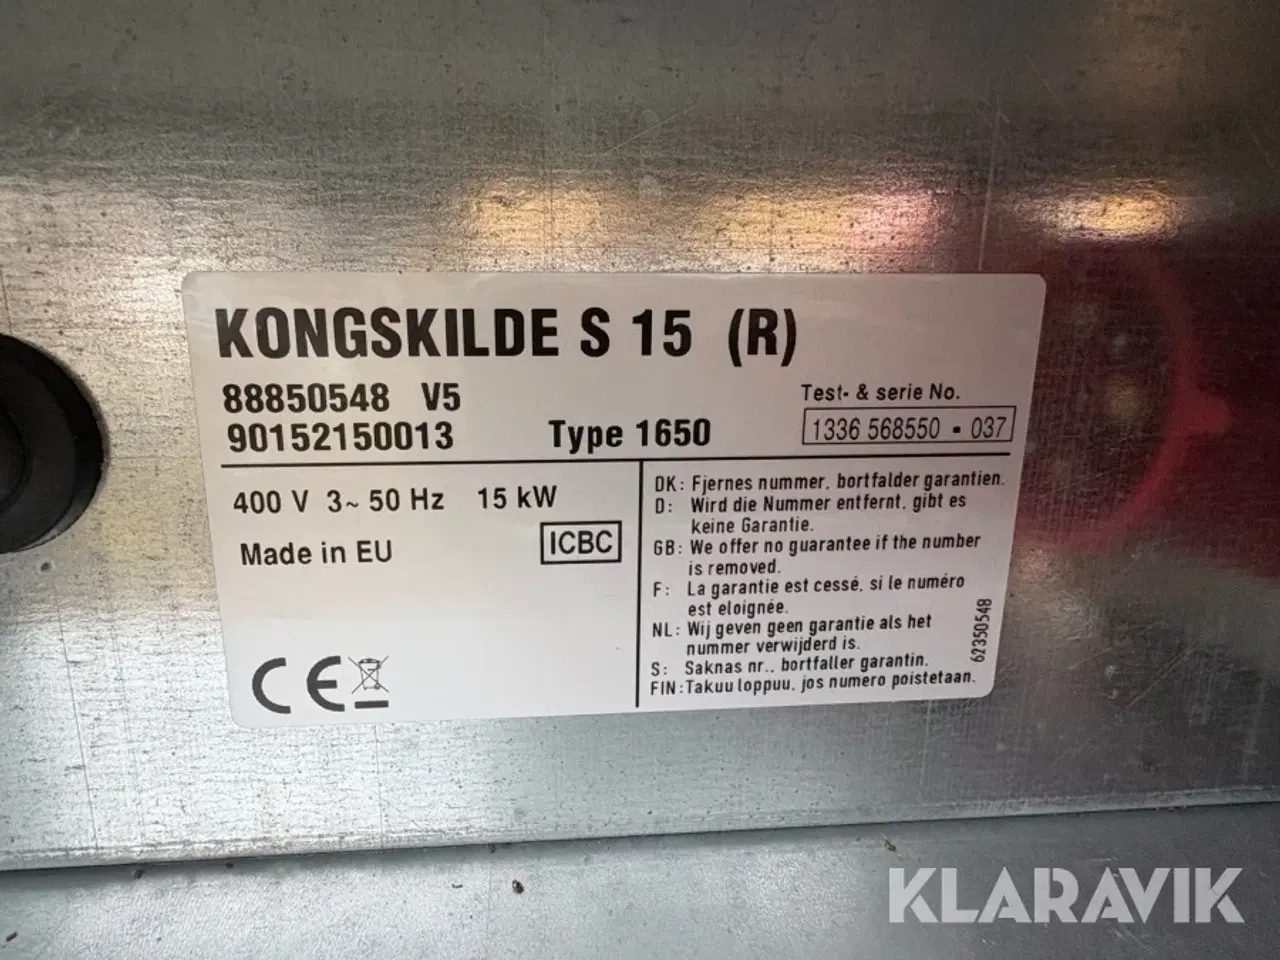 KONGSKILDE S 15 (R)
88850548 V5
90152150013
Type 1650
Test- & serie No.
1336 568550 - 037
400 V 3~ 50 Hz 15 kW
Made in EU
ICBC
CE
DK: Fjernes nummer, bortfalder garantien.
D: Wird die Nummer entfernt, gibt es
keine Garantie.
GB: We offer no guarantee if the number
is removed.
F: La garantie est cessé, si le numéro
est eloignée.
NL: Wij geven geen garantie als het
nummer verwijderd is.
S: Saknas nr., bortfaller garantin.
FIN: Takuu loppuu, jos numero poistetaan.
62350548
KLARAVIK